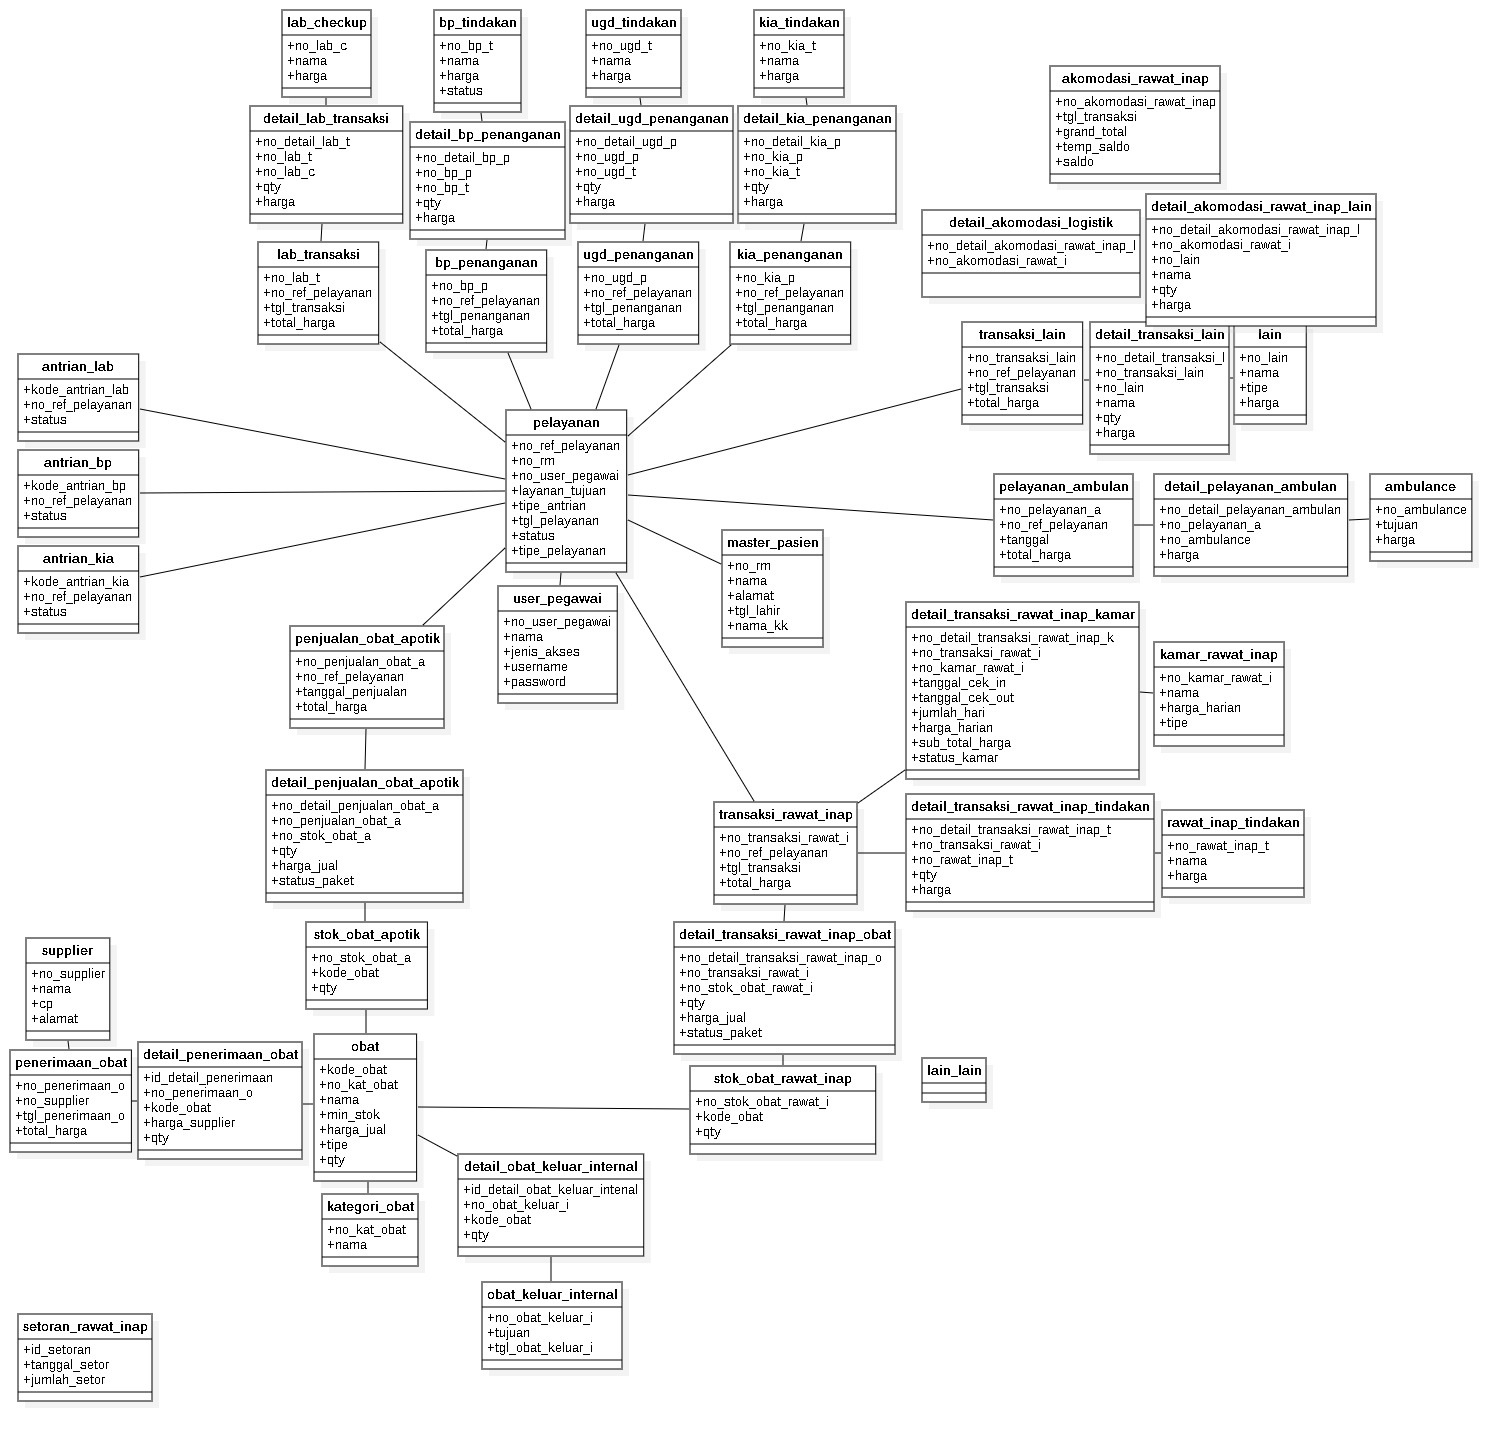 lab_checkup
+no_lab_c
+nama
+harga
bp_tindakan
+no_bp_t
+nama
+harga
+status
ugd_tindakan
+no_ugd_t
+nama
+harga
kia_tindakan
+no_kia_t
+nama
+harga
akomodasi_rawat_inap
+no_akomodasi_rawat_inap
+tgl_transaksi
+grand_total
+temp_saldo
+saldo
detail_lab_transaksi
+no_detail_lab_t
+no_lab_t
+no_lab_c
+qty
+harga
detail_bp_penanganan
+no_detail_bp_p
+no_bp_p
+no_bp_t
+qty
+harga
detail_ugd_penanganan
+no_detail_ugd_p
+no_ugd_p
+no_ugd_t
+qty
+harga
detail_kia_penanganan
+no_detail_kia_p
+no_kia_p
+no_kia_t
+qty
+harga
detail_akomodasi_logistik
+no_detail_akomodasi_rawat_inap_l
+no_akomodasi_rawat_i
detail_akomodasi_rawat_inap_lain
+no_detail_akomodasi_rawat_inap_l
+no_akomodasi_rawat_i
+no_lain
+nama
+qty
+harga
lab_transaksi
+no_lab_t
+no_ref_pelayanan
+tgl_transaksi
+total_harga
bp_penanganan
+no_bp_p
+no_ref_pelayanan
+tgl_penanganan
+total_harga
ugd_penanganan
+no_ugd_p
+no_ref_pelayanan
+tgl_penanganan
+total_harga
kia_penanganan
+no_kia_p
+no_ref_pelayanan
+tgl_penanganan
+total_harga
transaksi_lain
+no_transaksi_lain
+no_ref_pelayanan
+tgl_transaksi
+total_harga
detail_transaksi_lain
+no_detail_transaksi_l
+no_transaksi_lain
+no_lain
+nama
+qty
+harga
lain
+no_lain
+nama
+tipe
+harga
antrian_lab
+kode_antrian_lab
+no_ref_pelayanan
+status
antrian_bp
+kode_antrian_bp
+no_ref_pelayanan
+status
antrian_kia
+kode_antrian_kia
+no_ref_pelayanan
+status
pelayanan
+no_ref_pelayanan
+no_rm
+no_user_pegawai
+layanan_tujuan
+tipe_antrian
+tgl_pelayanan
+status
+tipe_pelayanan
pelayanan_ambulan
+no_pelayanan_a
+no_ref_pelayanan
+tanggal
+total_harga
detail_pelayanan_ambulan
+no_detail_pelayanan_ambulan
+no_pelayanan_a
+no_ambulance
+harga
ambulance
+no_ambulance
+tujuan
+harga
master_pasien
+no_rm
+nama
+alamat
+tgl_lahir
+nama_kk
user_pegawai
+no_user_pegawai
+nama
+jenis_akses
+username
+password
penjualan_obat_apotik
+no_penjualan_obat_a
+no_ref_pelayanan
+tanggal_penjualan
+total_harga
detail_transaksi_rawat_inap_kamar
+no_detail_transaksi_rawat_inap_k
+no_transaksi_rawat_i
+no_kamar_rawat_i
+tanggal_cek_in
+tanggal_cek_out
+jumlah_hari
+harga_harian
+sub_total_harga
+status_kamar
kamar_rawat_inap
+no_kamar_rawat_i
+nama
+harga_harian
+tipe
detail_penjualan_obat_apotik
+no_detail_penjualan_obat_a
+no_penjualan_obat_a
+no_stok_obat_a
+qty
+harga_jual
+status_paket
transaksi_rawat_inap
+no_transaksi_rawat_i
+no_ref_pelayanan
+tgl_transaksi
+total_harga
detail_transaksi_rawat_inap_tindakan
+no_detail_transaksi_rawat_inap_t
+no_transaksi_rawat_i
+no_rawat_inap_t
+qty
+harga
rawat_inap_tindakan
+no_rawat_inap_t
+nama
+harga
stok_obat_apotik
+no_stok_obat_a
+kode_obat
+qty
detail_transaksi_rawat_inap_obat
+no_detail_transaksi_rawat_inap_o
+no_transaksi_rawat_i
+no_stok_obat_rawat_i
+qty
+harga_jual
+status_paket
supplier
+no_supplier
+nama
+cp
+alamat
penerimaan_obat
+no_penerimaan_o
+no_supplier
+tgl_penerimaan_o
+total_harga
detail_penerimaan_obat
+id_detail_penerimaan
+no_penerimaan_o
+kode_obat
+harga_supplier
+qty
obat
+kode_obat
+no_kat_obat
+nama
+min_stok
+harga_jual
+tipe
+qty
stok_obat_rawat_inap
+no_stok_obat_rawat_i
+kode_obat
+qty
lain_lain
detail_obat_keluar_internal
+id_detail_obat_keluar_intenal
+no_obat_keluar_i
+kode_obat
+qty
kategori_obat
+no_kat_obat
+nama
obat_keluar_internal
+no_obat_keluar_i
+tujuan
+tgl_obat_keluar_i
setoran_rawat_inap
+id_setoran
+tanggal_setor
+jumlah_setor